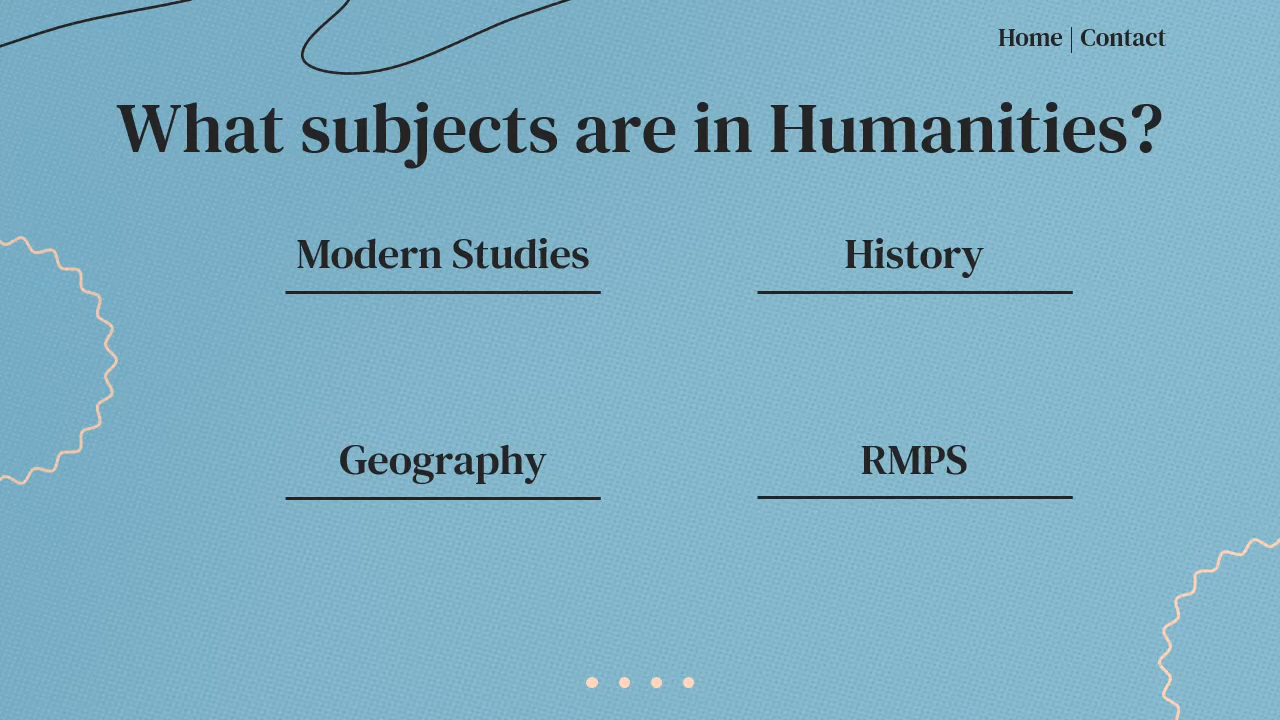 Home | Contact
What subjects are in Humanities?
Modern Studies
History
Geography
RMPS